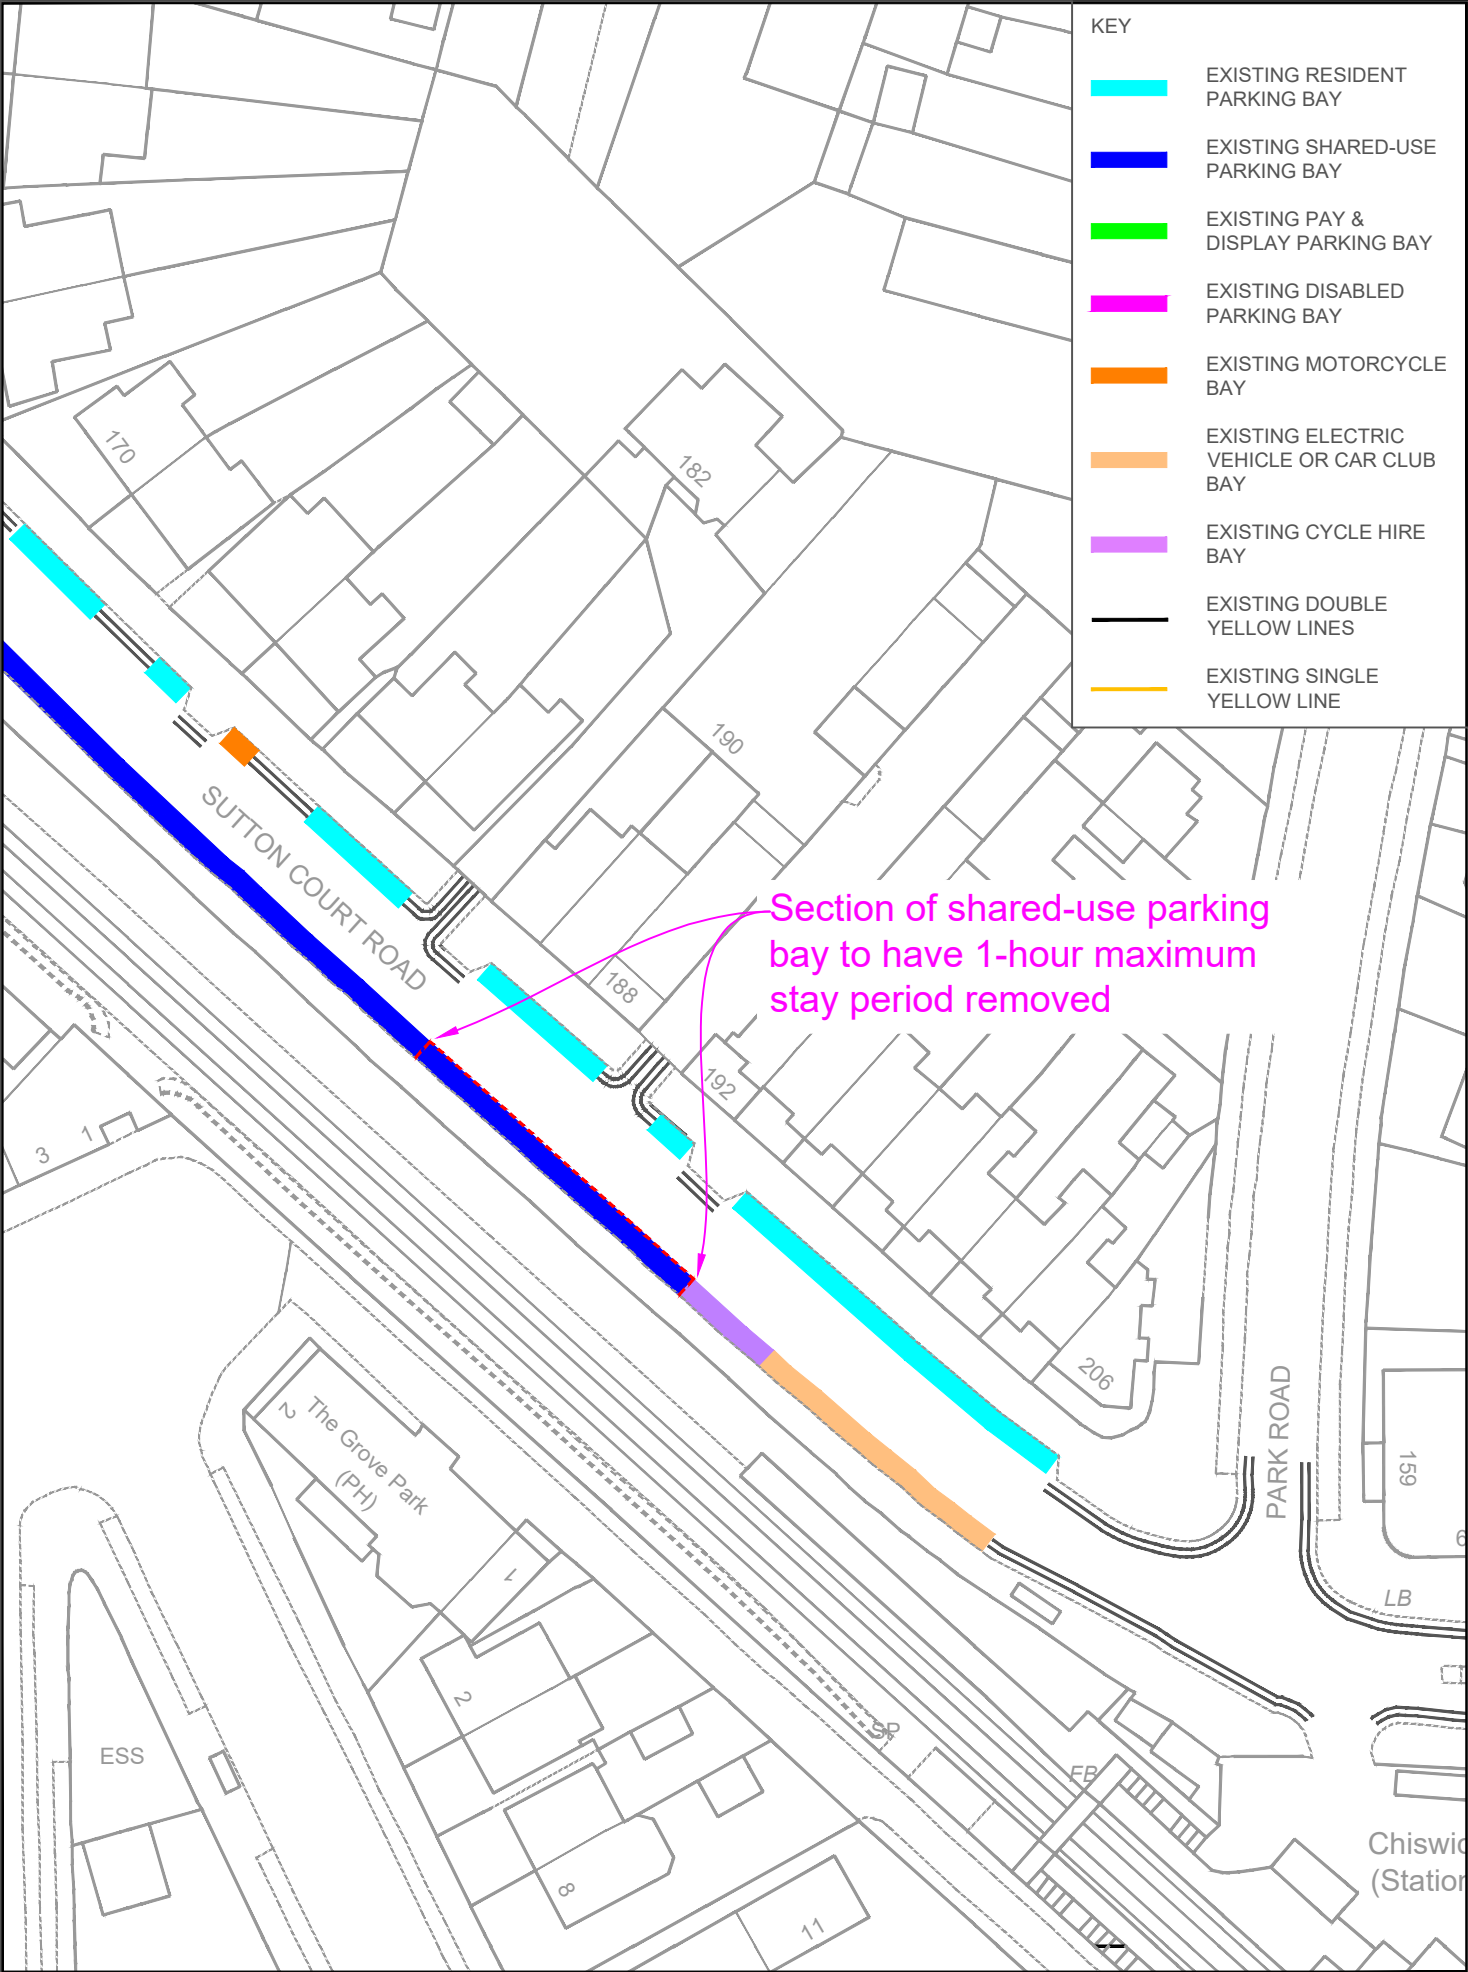 KEY
EXISTING RESIDENT
PARKING BAY
EXISTING SHARED-USE
PARKING BAY
EXISTING PAY &
DISPLAY PARKING BAY
EXISTING DISABLED
PARKING BAY
EXISTING MOTORCYCLE
BAY
EXISTING ELECTRIC
VEHICLE OR CAR CLUB
BAY
EXISTING CYCLE HIRE
BAY
EXISTING DOUBLE
YELLOW LINES
EXISTING SINGLE
YELLOW LINE
170
182
190
SUTTON COURT ROAD
Section of shared-use parking
bay to have 1-hour maximum
stay period removed
188
192
1
3
206
PARK ROAD
159
2
The Grove Park
(PH)
1
6
LB
2
SP
ESS
FB
8
11
Chiswic
(Station